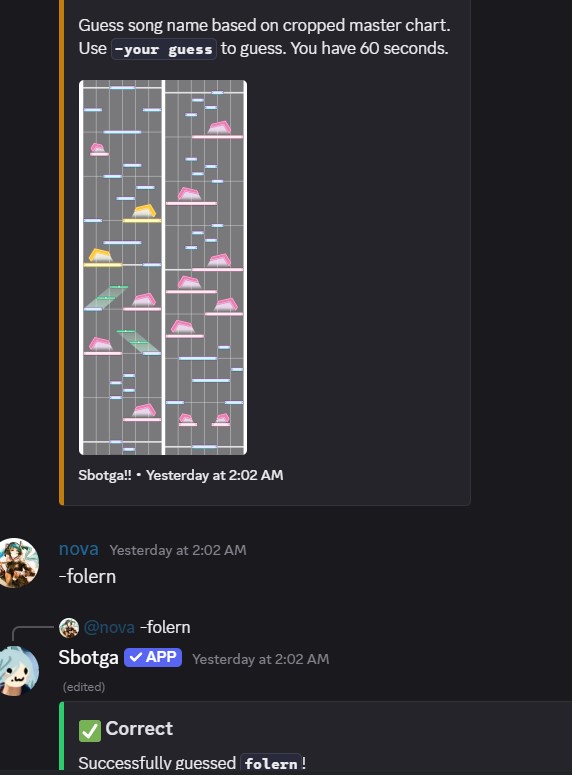 Guess song name based on cropped master chart.
Use -your guess to guess. You have 60 seconds.
Sbotga!! • Yesterday at 2:02 AM
nova Yesterday at 2:02 AM
-folern
@nova -folern
Sbotga ✓ APP Yesterday at 2:02 AM
(edited)
✅ Correct
Successfully guessed folern!